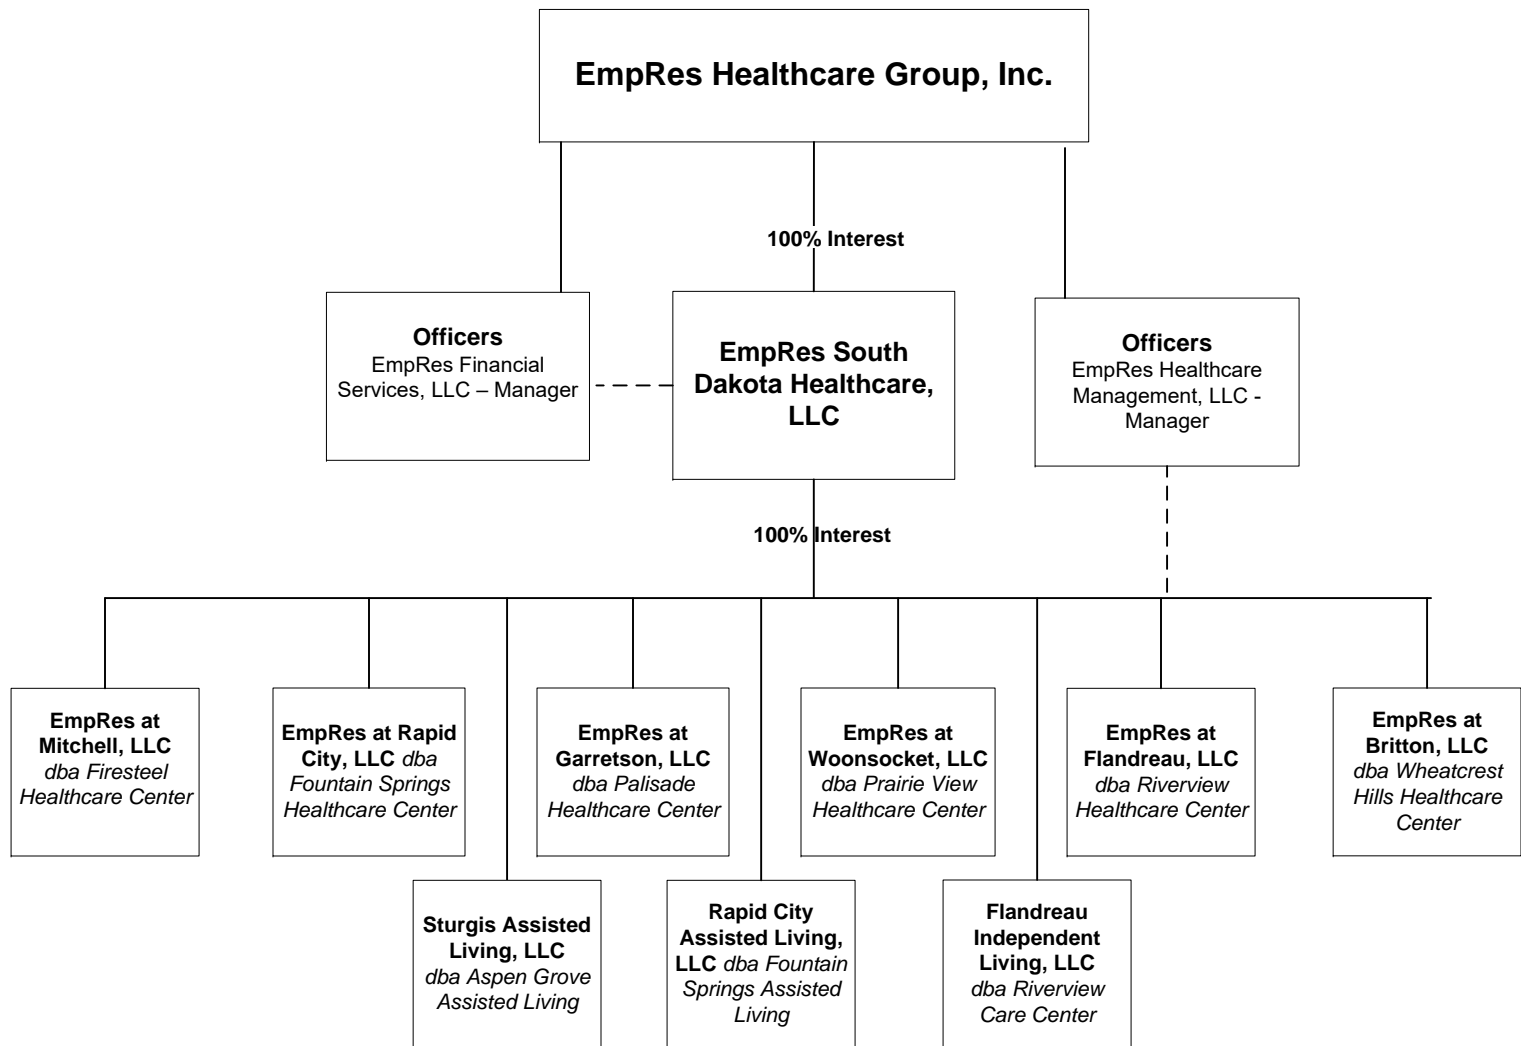 EmpRes Healthcare Group, Inc.
100% Interest
Officers
EmpRes Financial
Services, LLC – Manager
EmpRes South
Dakota Healthcare,
LLC
Officers
EmpRes Healthcare
Management, LLC -
Manager
100% Interest
EmpRes at
Mitchell, LLC
dba Firesteel
Healthcare Center
EmpRes at Rapid
City, LLC dba
Fountain Springs
Healthcare Center
EmpRes at
Garretson, LLC
dba Palisade
Healthcare Center
EmpRes at
Woonsocket, LLC
dba Prairie View
Healthcare Center
EmpRes at
Flandreau, LLC
dba Riverview
Healthcare Center
EmpRes at
Britton, LLC
dba Wheatcrest
Hills Healthcare
Center
Sturgis Assisted
Living, LLC
dba Aspen Grove
Assisted Living
Rapid City
Assisted Living,
LLC dba Fountain
Springs Assisted
Living
Flandreau
Independent
Living, LLC
dba Riverview
Care Center